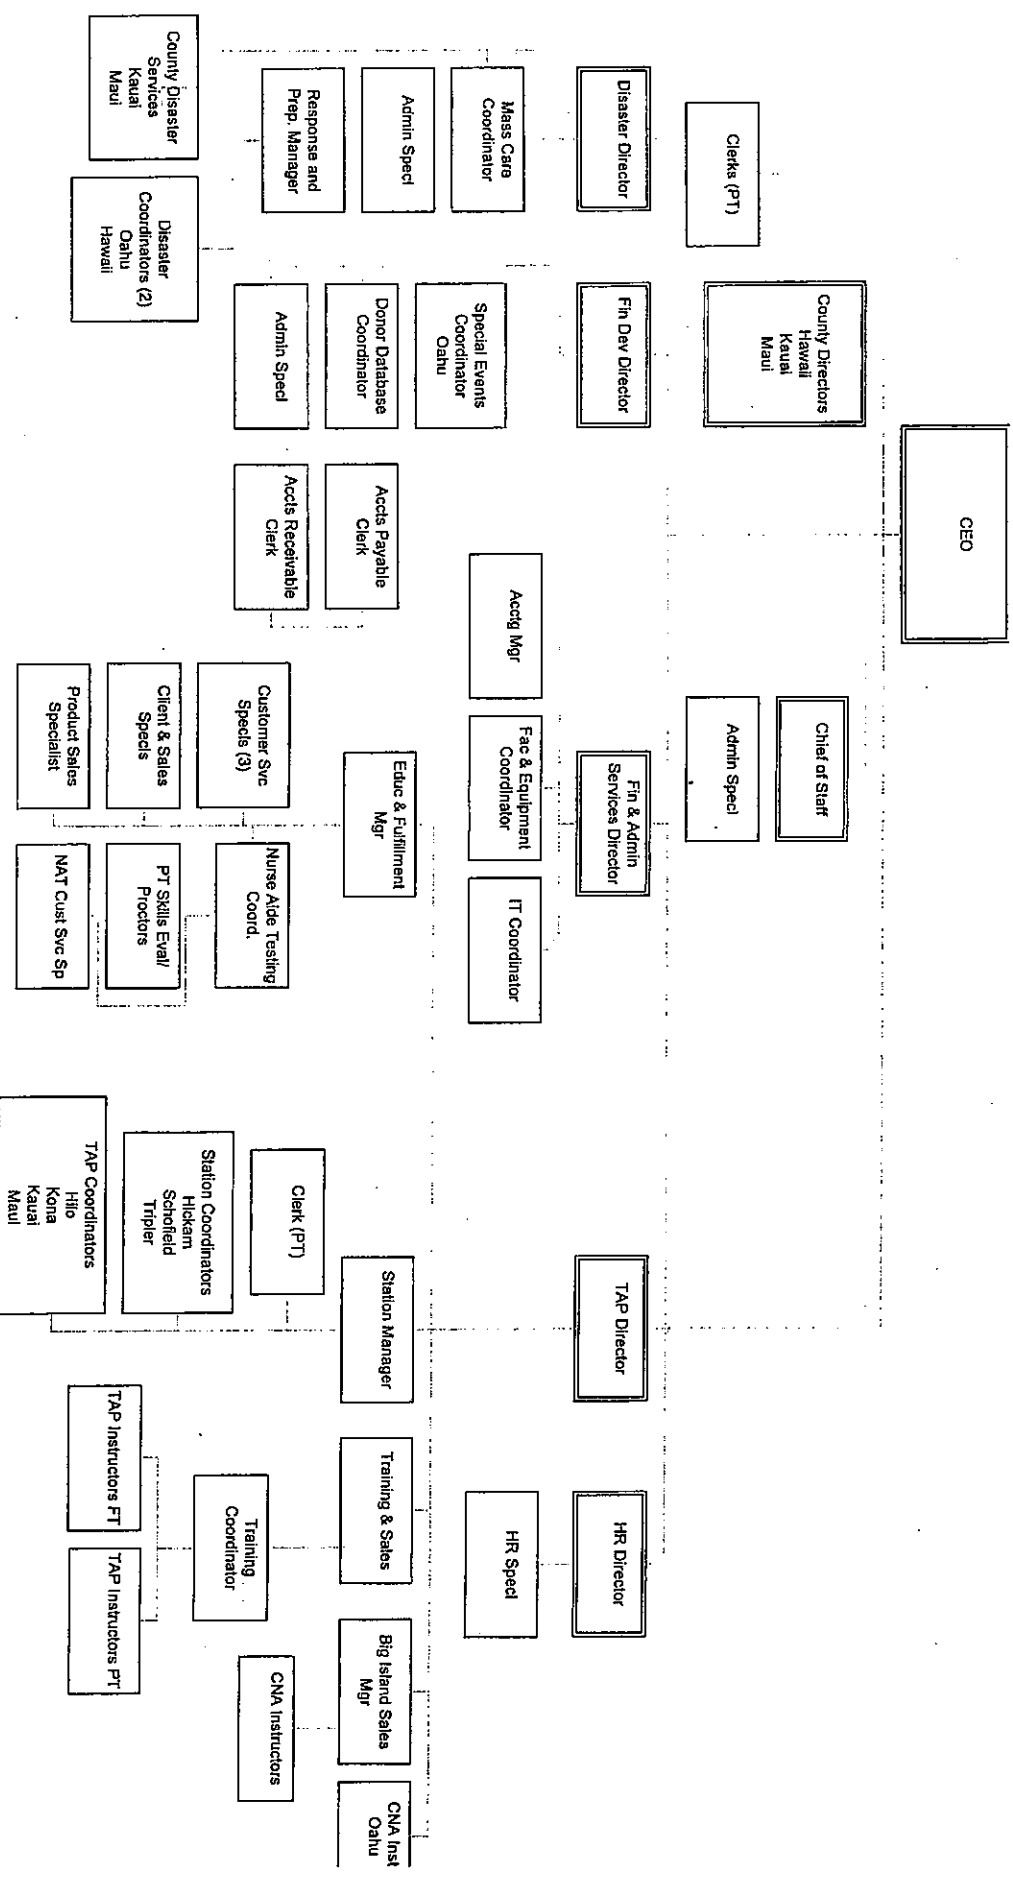 CEO
Chief of Staff
Admin Specl
County Directors
Hawaii
Kauai
Maui
Clerks (PT)
Disaster Director
Fin Dev Director
Fin & Admin
Services Director
TAP Director
HR Director
Mass Care
Coordinator
Admin Specl
Response and
Prep. Manager
County Disaster
Services
Kauai
Maui
Disaster
Coordinators (2)
Oahu
Hawaii
Special Events
Coordinator
Oahu
Donor Database
Coordinator
Admin Specl
Acctg Mgr
Fac & Equipment
Coordinator
IT Coordinator
Accts Payable
Clerk
Accts Receivable
Clerk
HR Specl
Educ & Fulfillment
Mgr
Customer Svc
Specls (3)
Client & Sales
Specls
Product Sales
Specialist
Nurse Aide Testing
Coord.
PT Skills Eval/
Proctors
NAT Cust Svc Sp
Station Manager
Clerk (PT)
Station Coordinators
Hickam
Schofield
Tripler
TAP Coordinators
Hilo
Kona
Kauai
Maui
Training & Sales
Training
Coordinator
TAP Instructors FT
TAP Instructors PT
Big Island Sales
Mgr
CNA Instructors
CNA Inst
Oahu